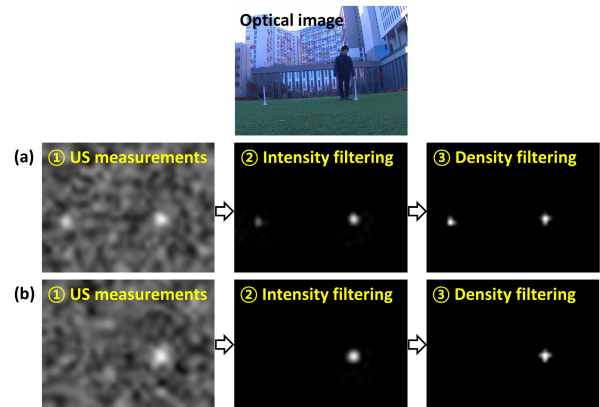 Optical image
(a) ① US measurements ② Intensity filtering ③ Density filtering
(b) ① US measurements ② Intensity filtering ③ Density filtering